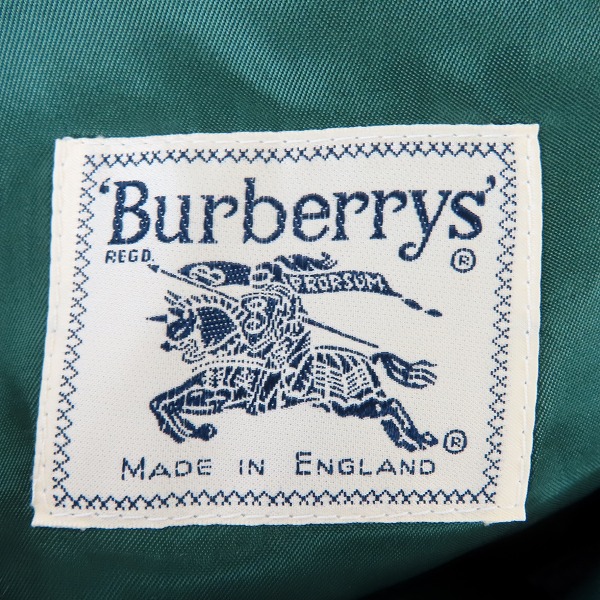 'Burberrys'
REGD. ®
PRORSUM
®
MADE IN ENGLAND